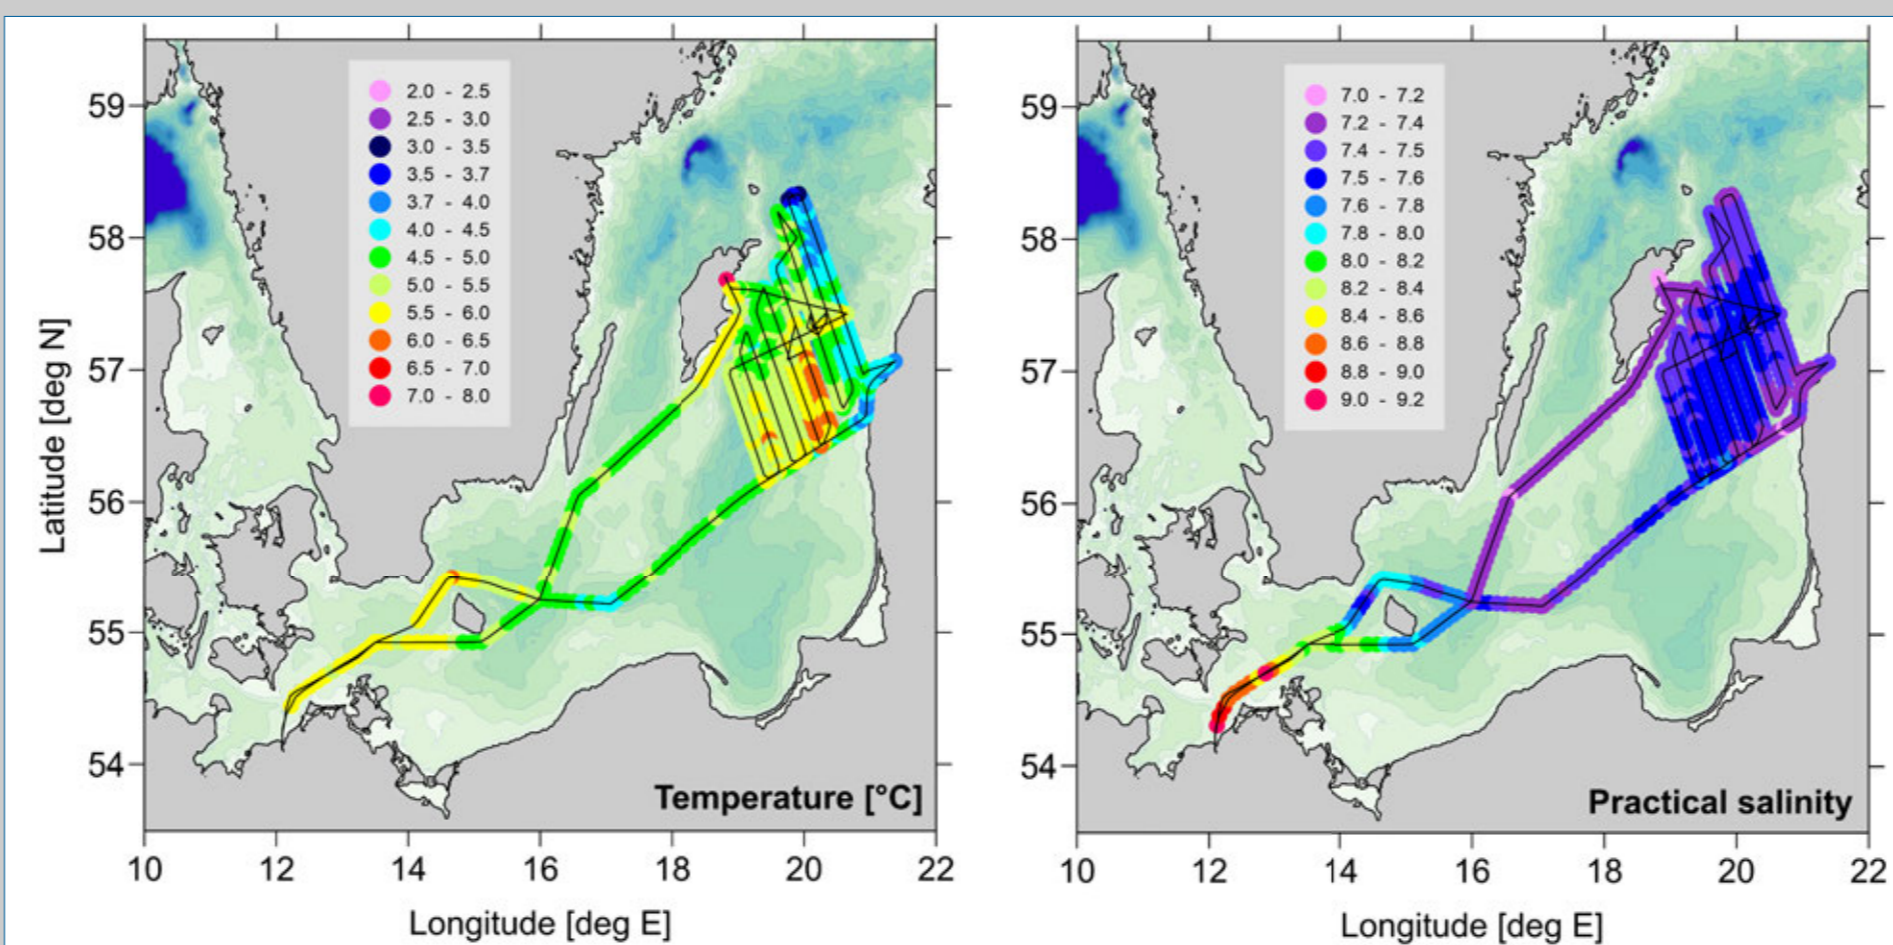 59
58
57
56
55
54
Latitude [deg N]
2.0 - 2.5
2.5 - 3.0
3.0 - 3.5
3.5 - 3.7
3.7 - 4.0
4.0 - 4.5
4.5 - 5.0
5.0 - 5.5
5.5 - 6.0
6.0 - 6.5
6.5 - 7.0
7.0 - 8.0
Temperature [°C]
10 12 14 16 18 20 22
Longitude [deg E]
59
58
57
56
55
54
7.0 - 7.2
7.2 - 7.4
7.4 - 7.5
7.5 - 7.6
7.6 - 7.8
7.8 - 8.0
8.0 - 8.2
8.2 - 8.4
8.4 - 8.6
8.6 - 8.8
8.8 - 9.0
9.0 - 9.2
Practical salinity
10 12 14 16 18 20 22
Longitude [deg E]